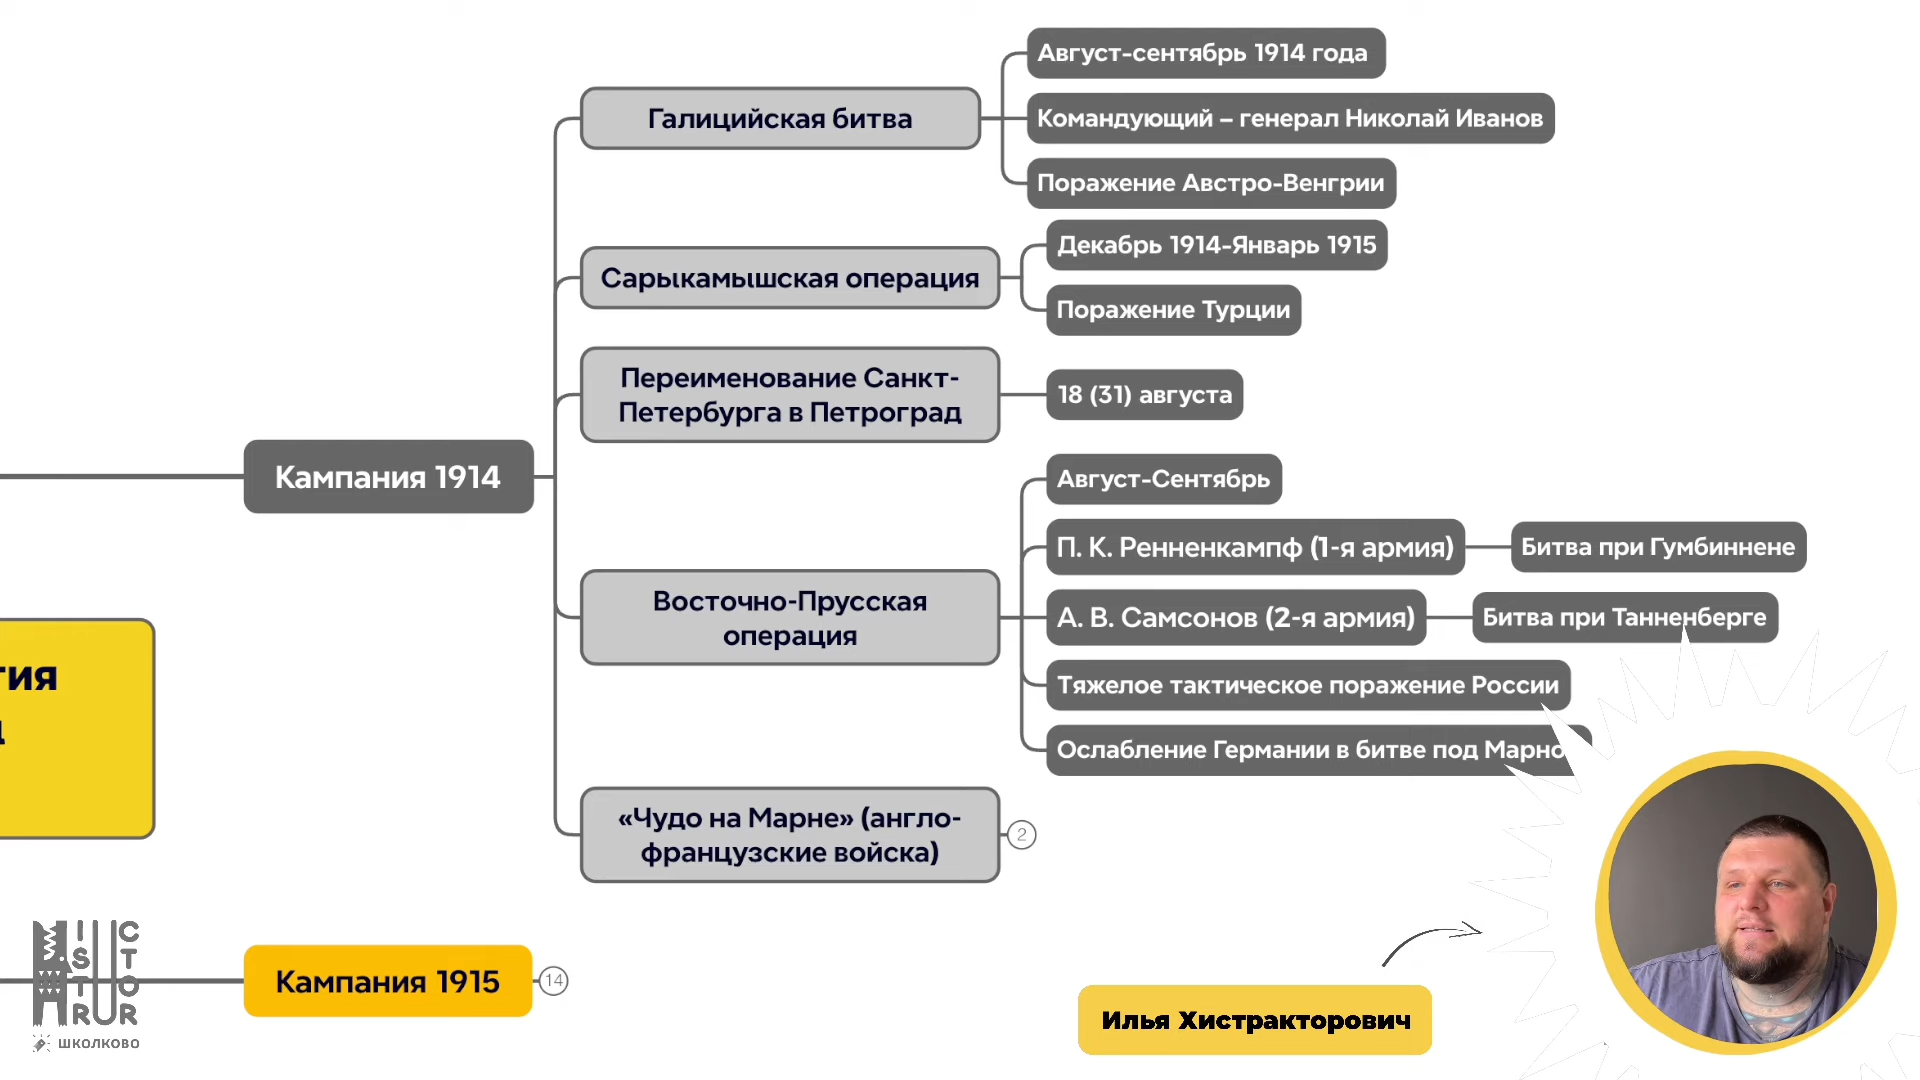 Август-сентябрь 1914 года
Галицийская битва
Командующий – генерал Николай Иванов
Поражение Австро-Венгрии
Декабрь 1914-Январь 1915
Сарыкамышская операция
Поражение Турции
Переименование Санкт-
Петербурга в Петроград
18 (31) августа
Кампания 1914
Август-Сентябрь
П. К. Ренненкампф (1-я армия)
Битва при Гумбиннене
Восточно-Прусская
операция
А. В. Самсонов (2-я армия)
Битва при Танненберге
Тяжелое тактическое поражение России
Ослабление Германии в битве под Марно
«Чудо на Марне» (англо-
французские войска)
2
Кампания 1915
14
HISTRUCTOR
ШКОЛКОВО
Илья Хистракторович